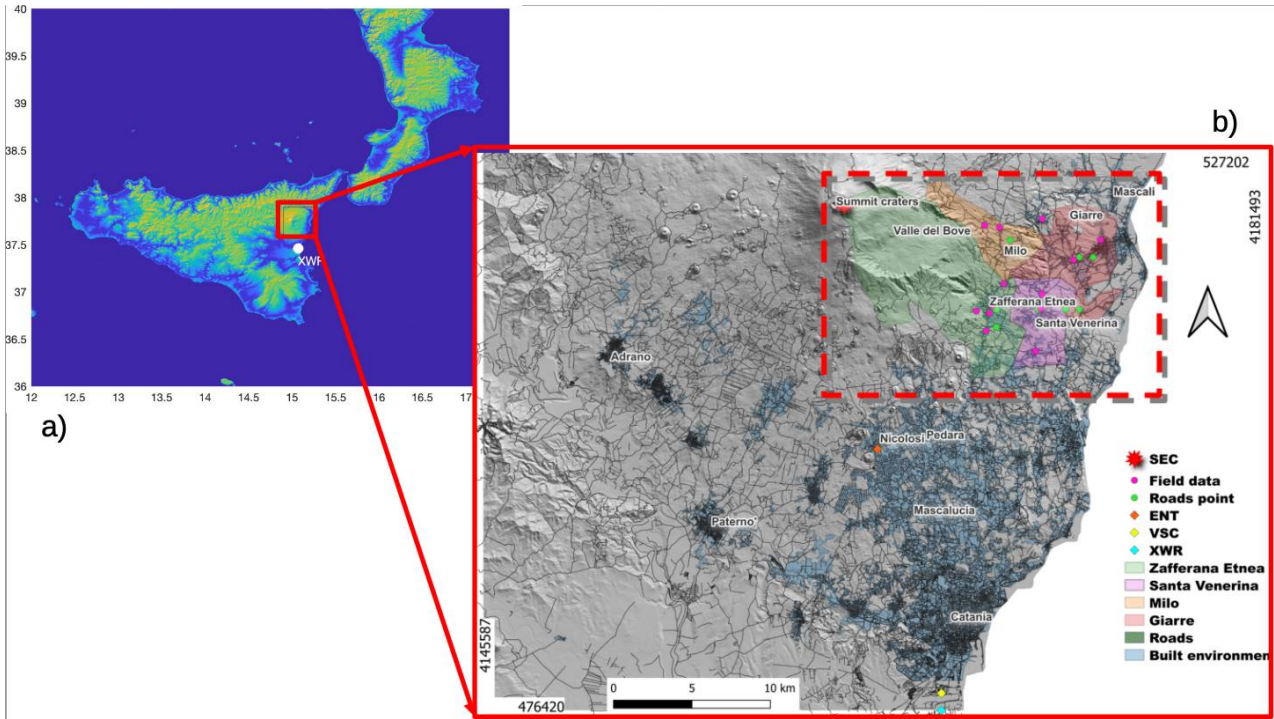 40
39.5
39
38.5
38
37.5
37
36.5
36
12
12.5
13
13.5
14
14.5
15
15.5
16
16.5
17
a)
b)
527202
4181493
Mascali
Summit craters
Giarre
Valle del Bove
Milo
Zafferana Etnea
Santa Venerina
Adrano
Nicolosi
Pedara
Mascalucia
Paterno'
Catania
SEC
Field data
Roads point
ENT
VSC
XWR
Zafferana Etnea
Santa Venerina
Milo
Giarre
Roads
Built environmen
4145587
476420
0 5 10 km